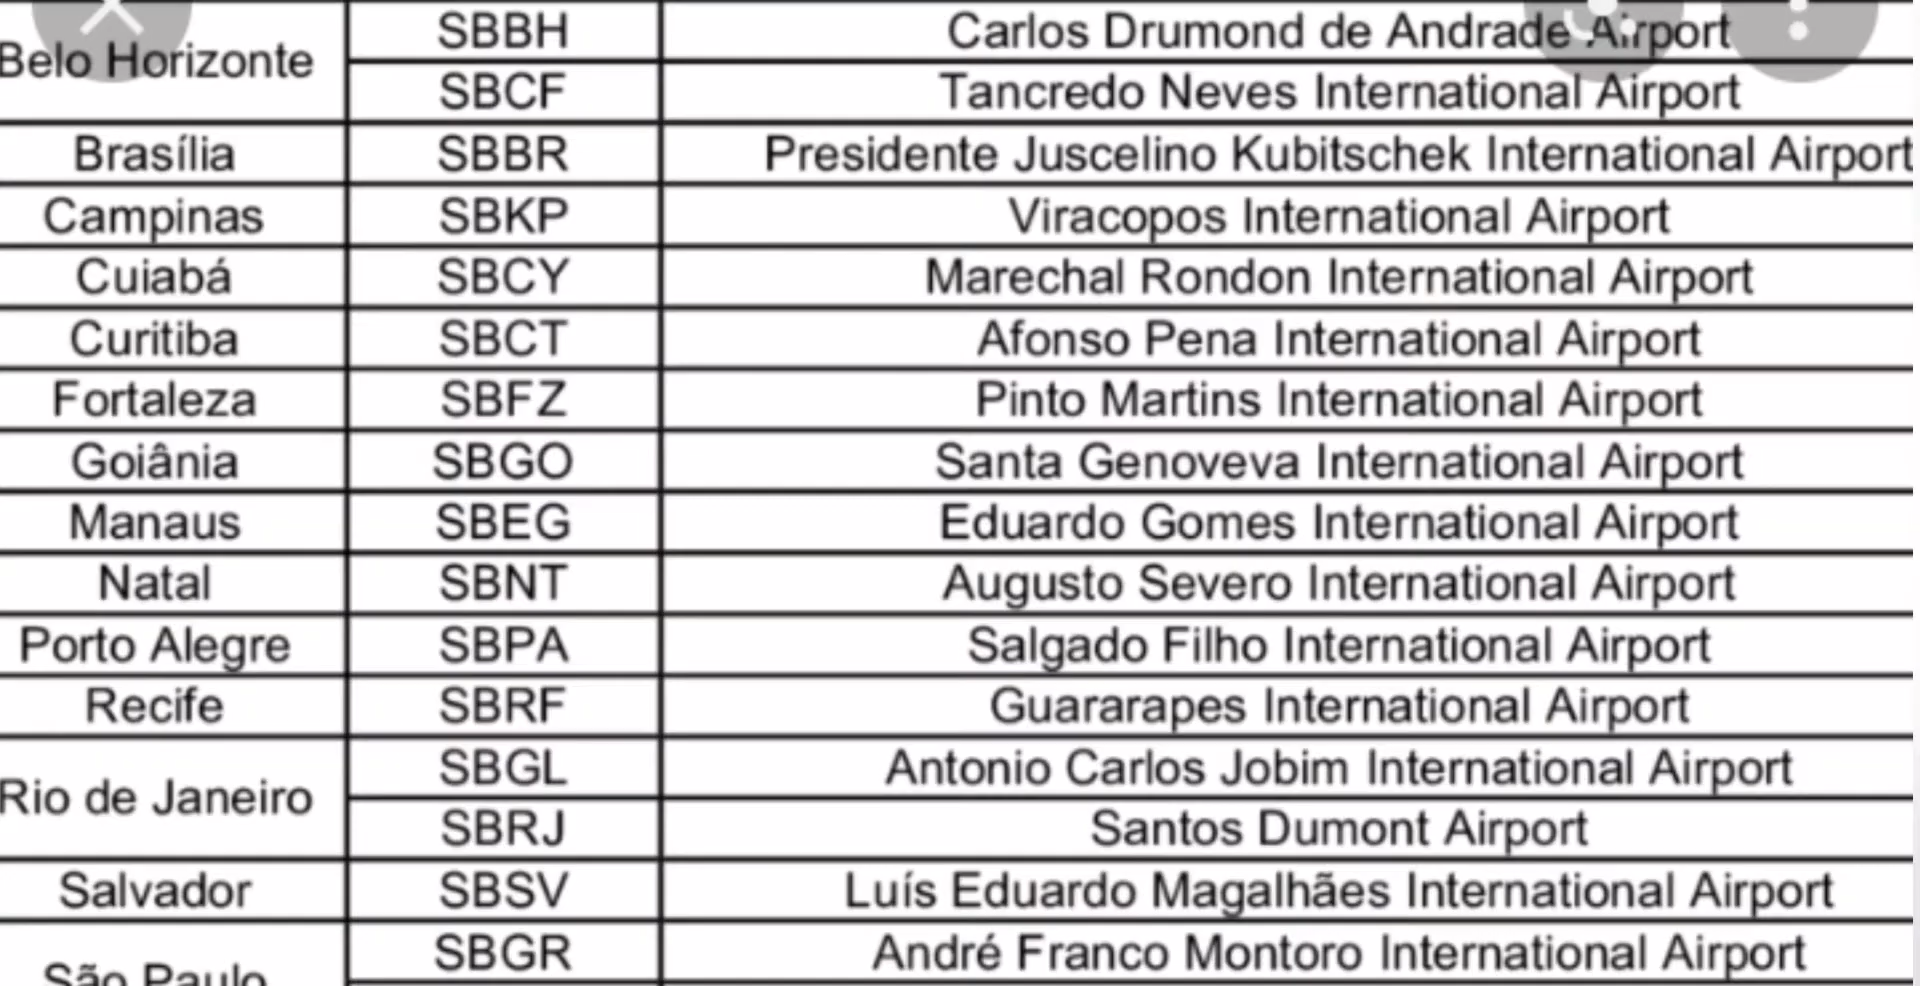 Belo Horizonte SBBH Carlos Drumond de Andrade Airport
SBCF Tancredo Neves International Airport
Brasília SBBR Presidente Juscelino Kubitschek International Airport
Campinas SBKP Viracopos International Airport
Cuiabá SBCY Marechal Rondon International Airport
Curitiba SBCT Afonso Pena International Airport
Fortaleza SBFZ Pinto Martins International Airport
Goiânia SBGO Santa Genoveva International Airport
Manaus SBEG Eduardo Gomes International Airport
Natal SBNT Augusto Severo International Airport
Porto Alegre SBPA Salgado Filho International Airport
Recife SBRF Guararapes International Airport
Rio de Janeiro SBGL Antonio Carlos Jobim International Airport
SBRJ Santos Dumont Airport
Salvador SBSV Luís Eduardo Magalhães International Airport
São Paulo SBGR André Franco Montoro International Airport